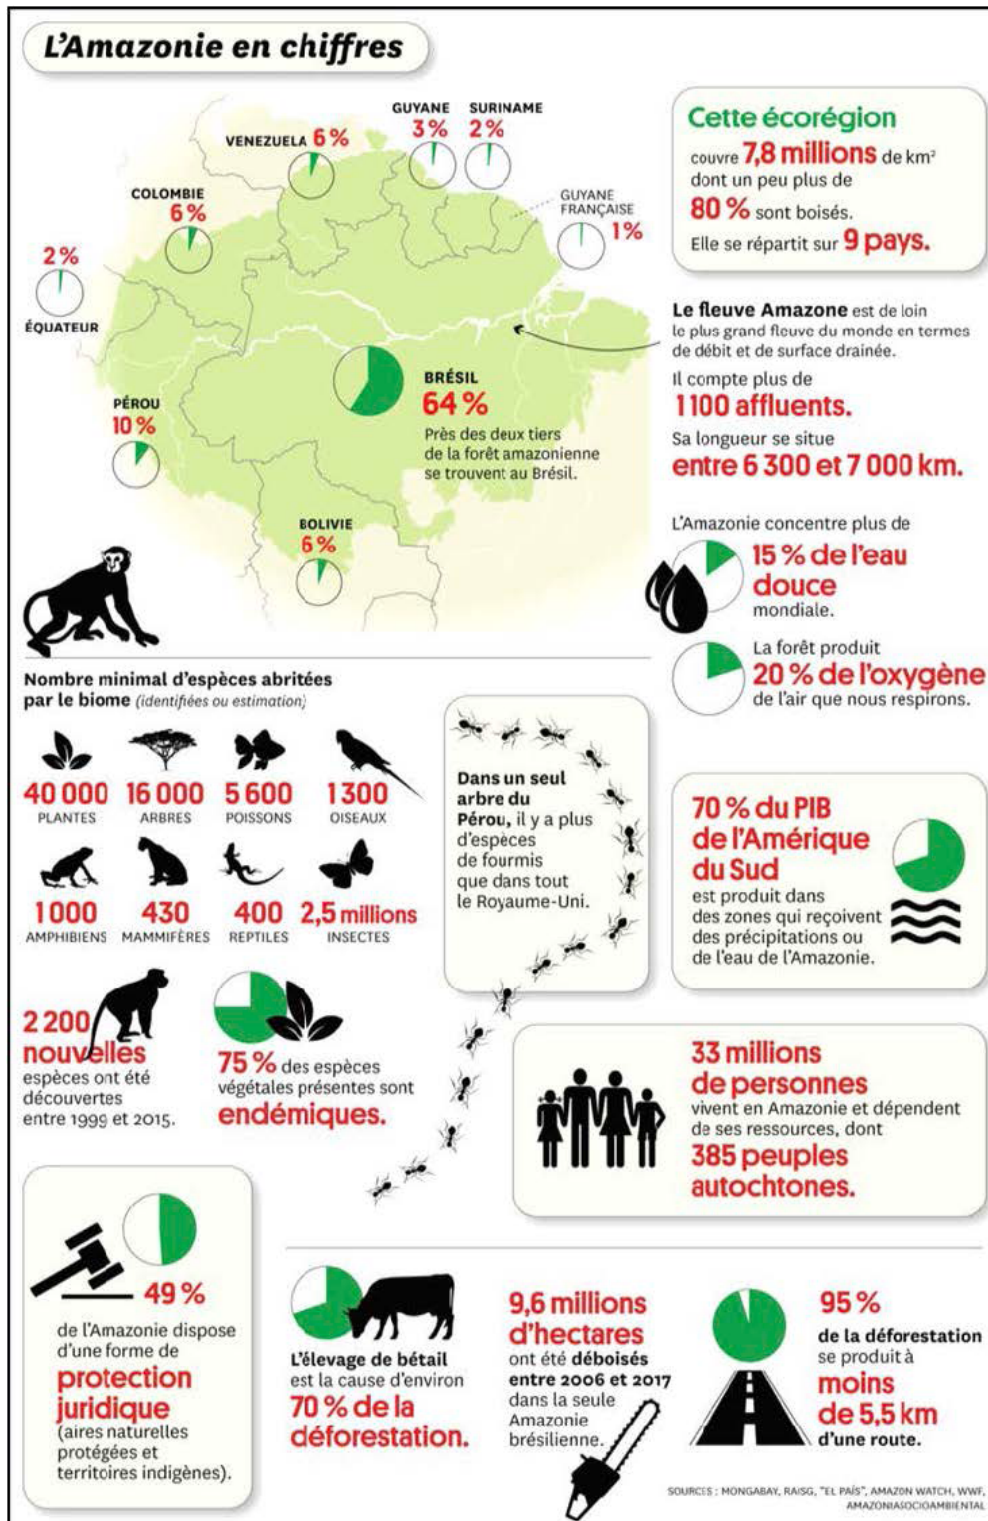 L'Amazonie en chiffres
GUYANE
3 %
SURINAME
2 %
VENEZUELA 6 %
COLOMBIE
6 %
GUYANE
FRANÇAISE
1 %
2 %
ÉQUATEUR
BRÉSIL
64 %
Près des deux tiers
de la forêt amazonienne
se trouvent au Brésil.
PÉROU
10 %
BOLIVIE
6 %
Cette écorégion
couvre 7,8 millions de km²
dont un peu plus de
80 % sont boisés.
Elle se répartit sur 9 pays.
Le fleuve Amazone est de loin
le plus grand fleuve du monde en termes
de débit et de surface drainée.
Il compte plus de
1 100 affluents.
Sa longueur se situe
entre 6 300 et 7 000 km.
L'Amazonie concentre plus de
15 % de l'eau
douce
mondiale.
La forêt produit
20 % de l'oxygène
de l'air que nous respirons.
Nombre minimal d'espèces abritées
par le biome (identifiées ou estimation)
40 000
PLANTES
16 000
ARBRES
5 600
POISSONS
1 300
OISEAUX
1 000
AMPHIBIENS
430
MAMMIFÈRES
400
REPTILES
2,5 millions
INSECTES
Dans un seul
arbre du
Pérou, il y a plus
d'espèces
de fourmis
que dans tout
le Royaume-Uni.
70 % du PIB
de l'Amérique
du Sud
est produit dans
des zones qui reçoivent
des précipitations ou
de l'eau de l'Amazonie.
2 200
nouvelles
espèces ont été
découvertes
entre 1999 et 2015.
75 % des espèces
végétales présentes sont
endémiques.
33 millions
de personnes
vivent en Amazonie et dépendent
de ses ressources, dont
385 peuples
autochtones.
49 %
de l'Amazonie dispose
d'une forme de
protection
juridique
(aires naturelles
protégées et
territoires indigènes).
L'élevage de bétail
est la cause d'environ
70 % de la
déforestation.
9,6 millions
d'hectares
ont été déboisés
entre 2006 et 2017
dans la seule
Amazonie
brésilienne.
95 %
de la déforestation
se produit à
moins
de 5,5 km
d'une route.
SOURCES : MONGABAY, RAISG, "EL PAÍS", AMAZON WATCH, WWF,
AMAZONIASOCIOAMBIENTAL